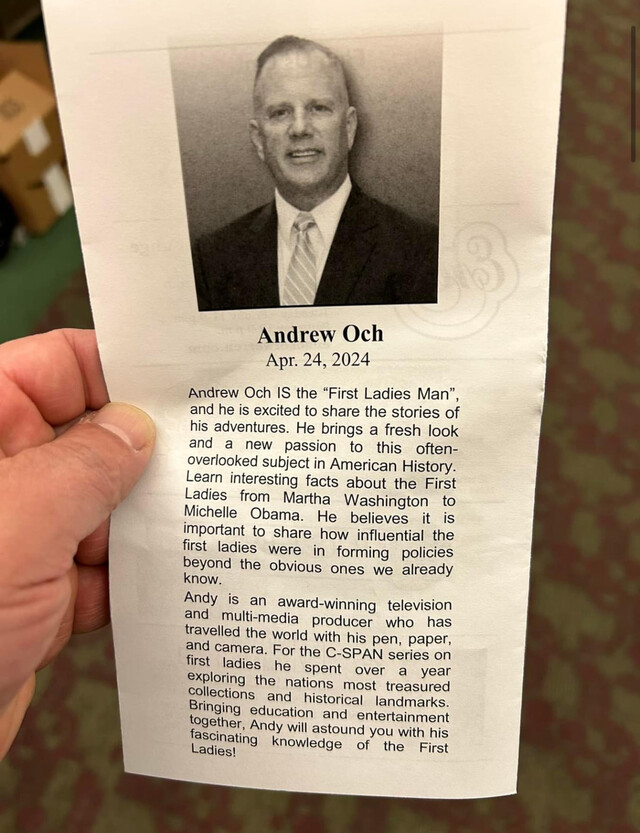 Andrew Och
Apr. 24, 2024
Andrew Och IS the “First Ladies Man”,
and he is excited to share the stories of
his adventures. He brings a fresh look
and a new passion to this often-
overlooked subject in American History.
Learn interesting facts about the First
Ladies from Martha Washington to
Michelle Obama. He believes it is
important to share how influential the
first ladies were in forming policies
beyond the obvious ones we already
know.
Andy is an award-winning television
and multi-media producer who has
travelled the world with his pen, paper,
and camera. For the C-SPAN series on
first ladies he spent over a year
exploring the nations most treasured
collections and historical landmarks.
Bringing education and entertainment
together, Andy will astound you with his
fascinating knowledge of the First
Ladies!